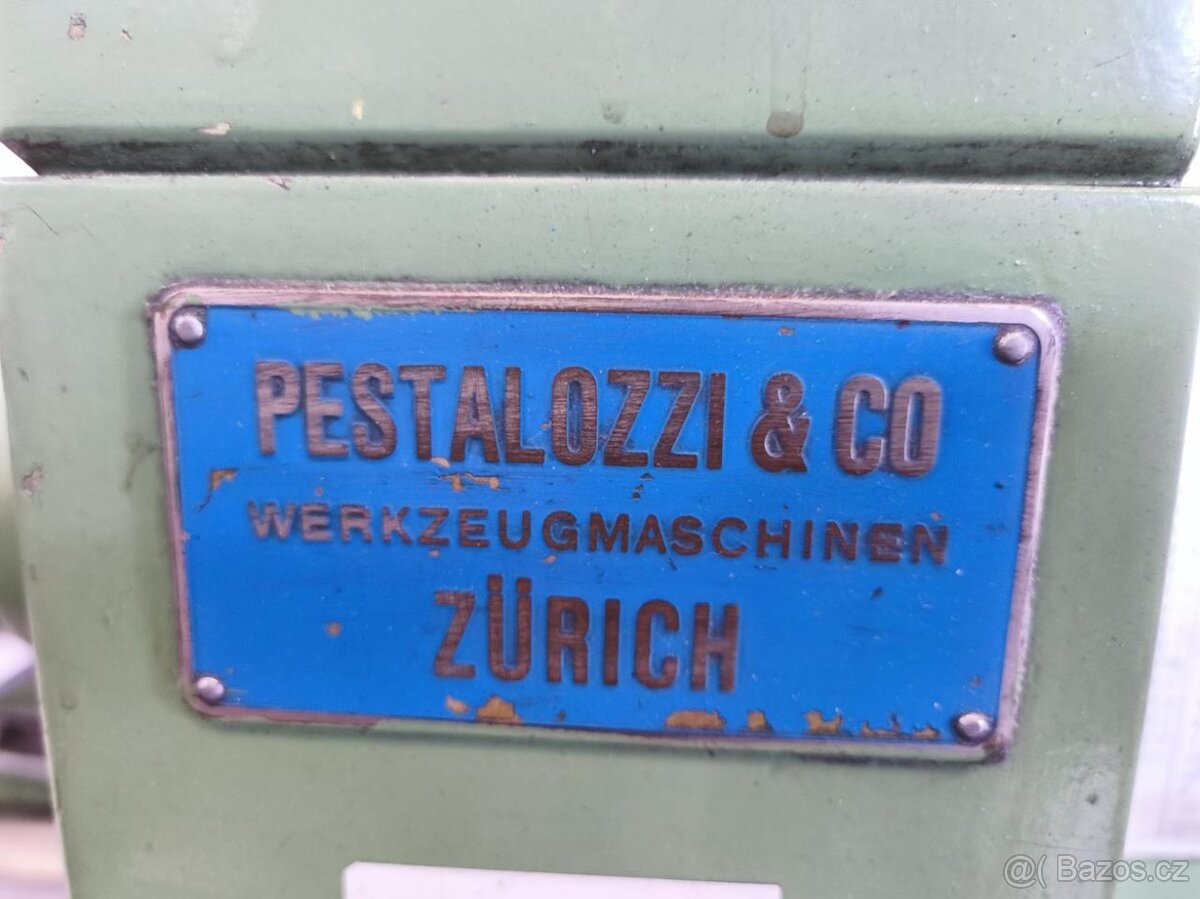 PESTALOZZI & CO
WERKZEUGMASCHINEN
ZÜRICH
@( Bazos.cz